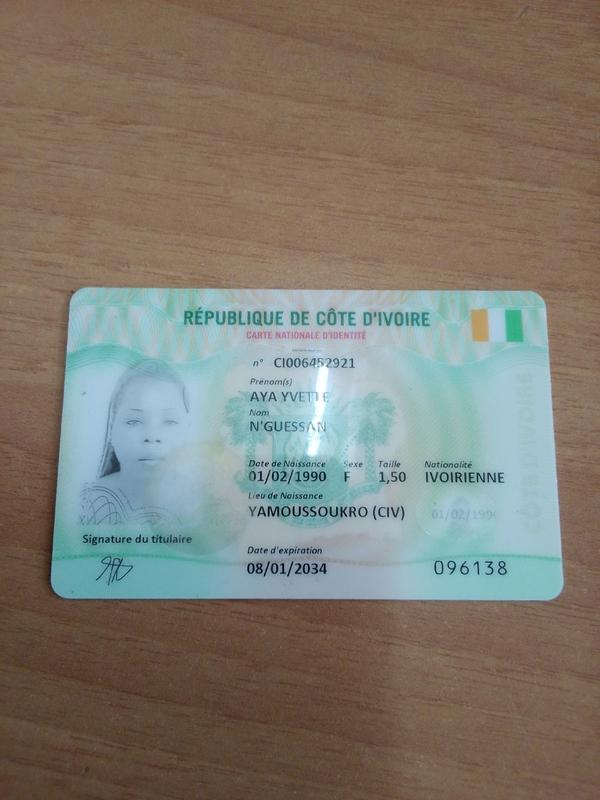 RÉPUBLIQUE DE CÔTE D'IVOIRE
CARTE NATIONALE D'IDENTITÉ
n° CI006452921
Prénom(s)
AYA YVETTE
Nom
N'GUESSAN
Date de Naissance Sexe Taille Nationalité
01/02/1990 F 1,50 IVOIRIENNE
Lieu de Naissance
YAMOUSSOUKRO (CIV)
01/02/1990
Signature du titulaire
Date d'expiration
08/01/2034
096138